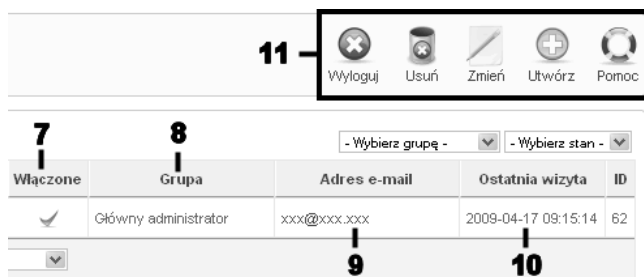 11
Wyloguj Usuń Zmień Utwórz Pomoc
7 8
- Wybierz grupę - - Wybierz stan -
Włączone Grupa Adres e-mail Ostatnia wizyta ID
Główny administrator xxx@xxx.xxx 2009-04-17 09:15:14 62
9 10